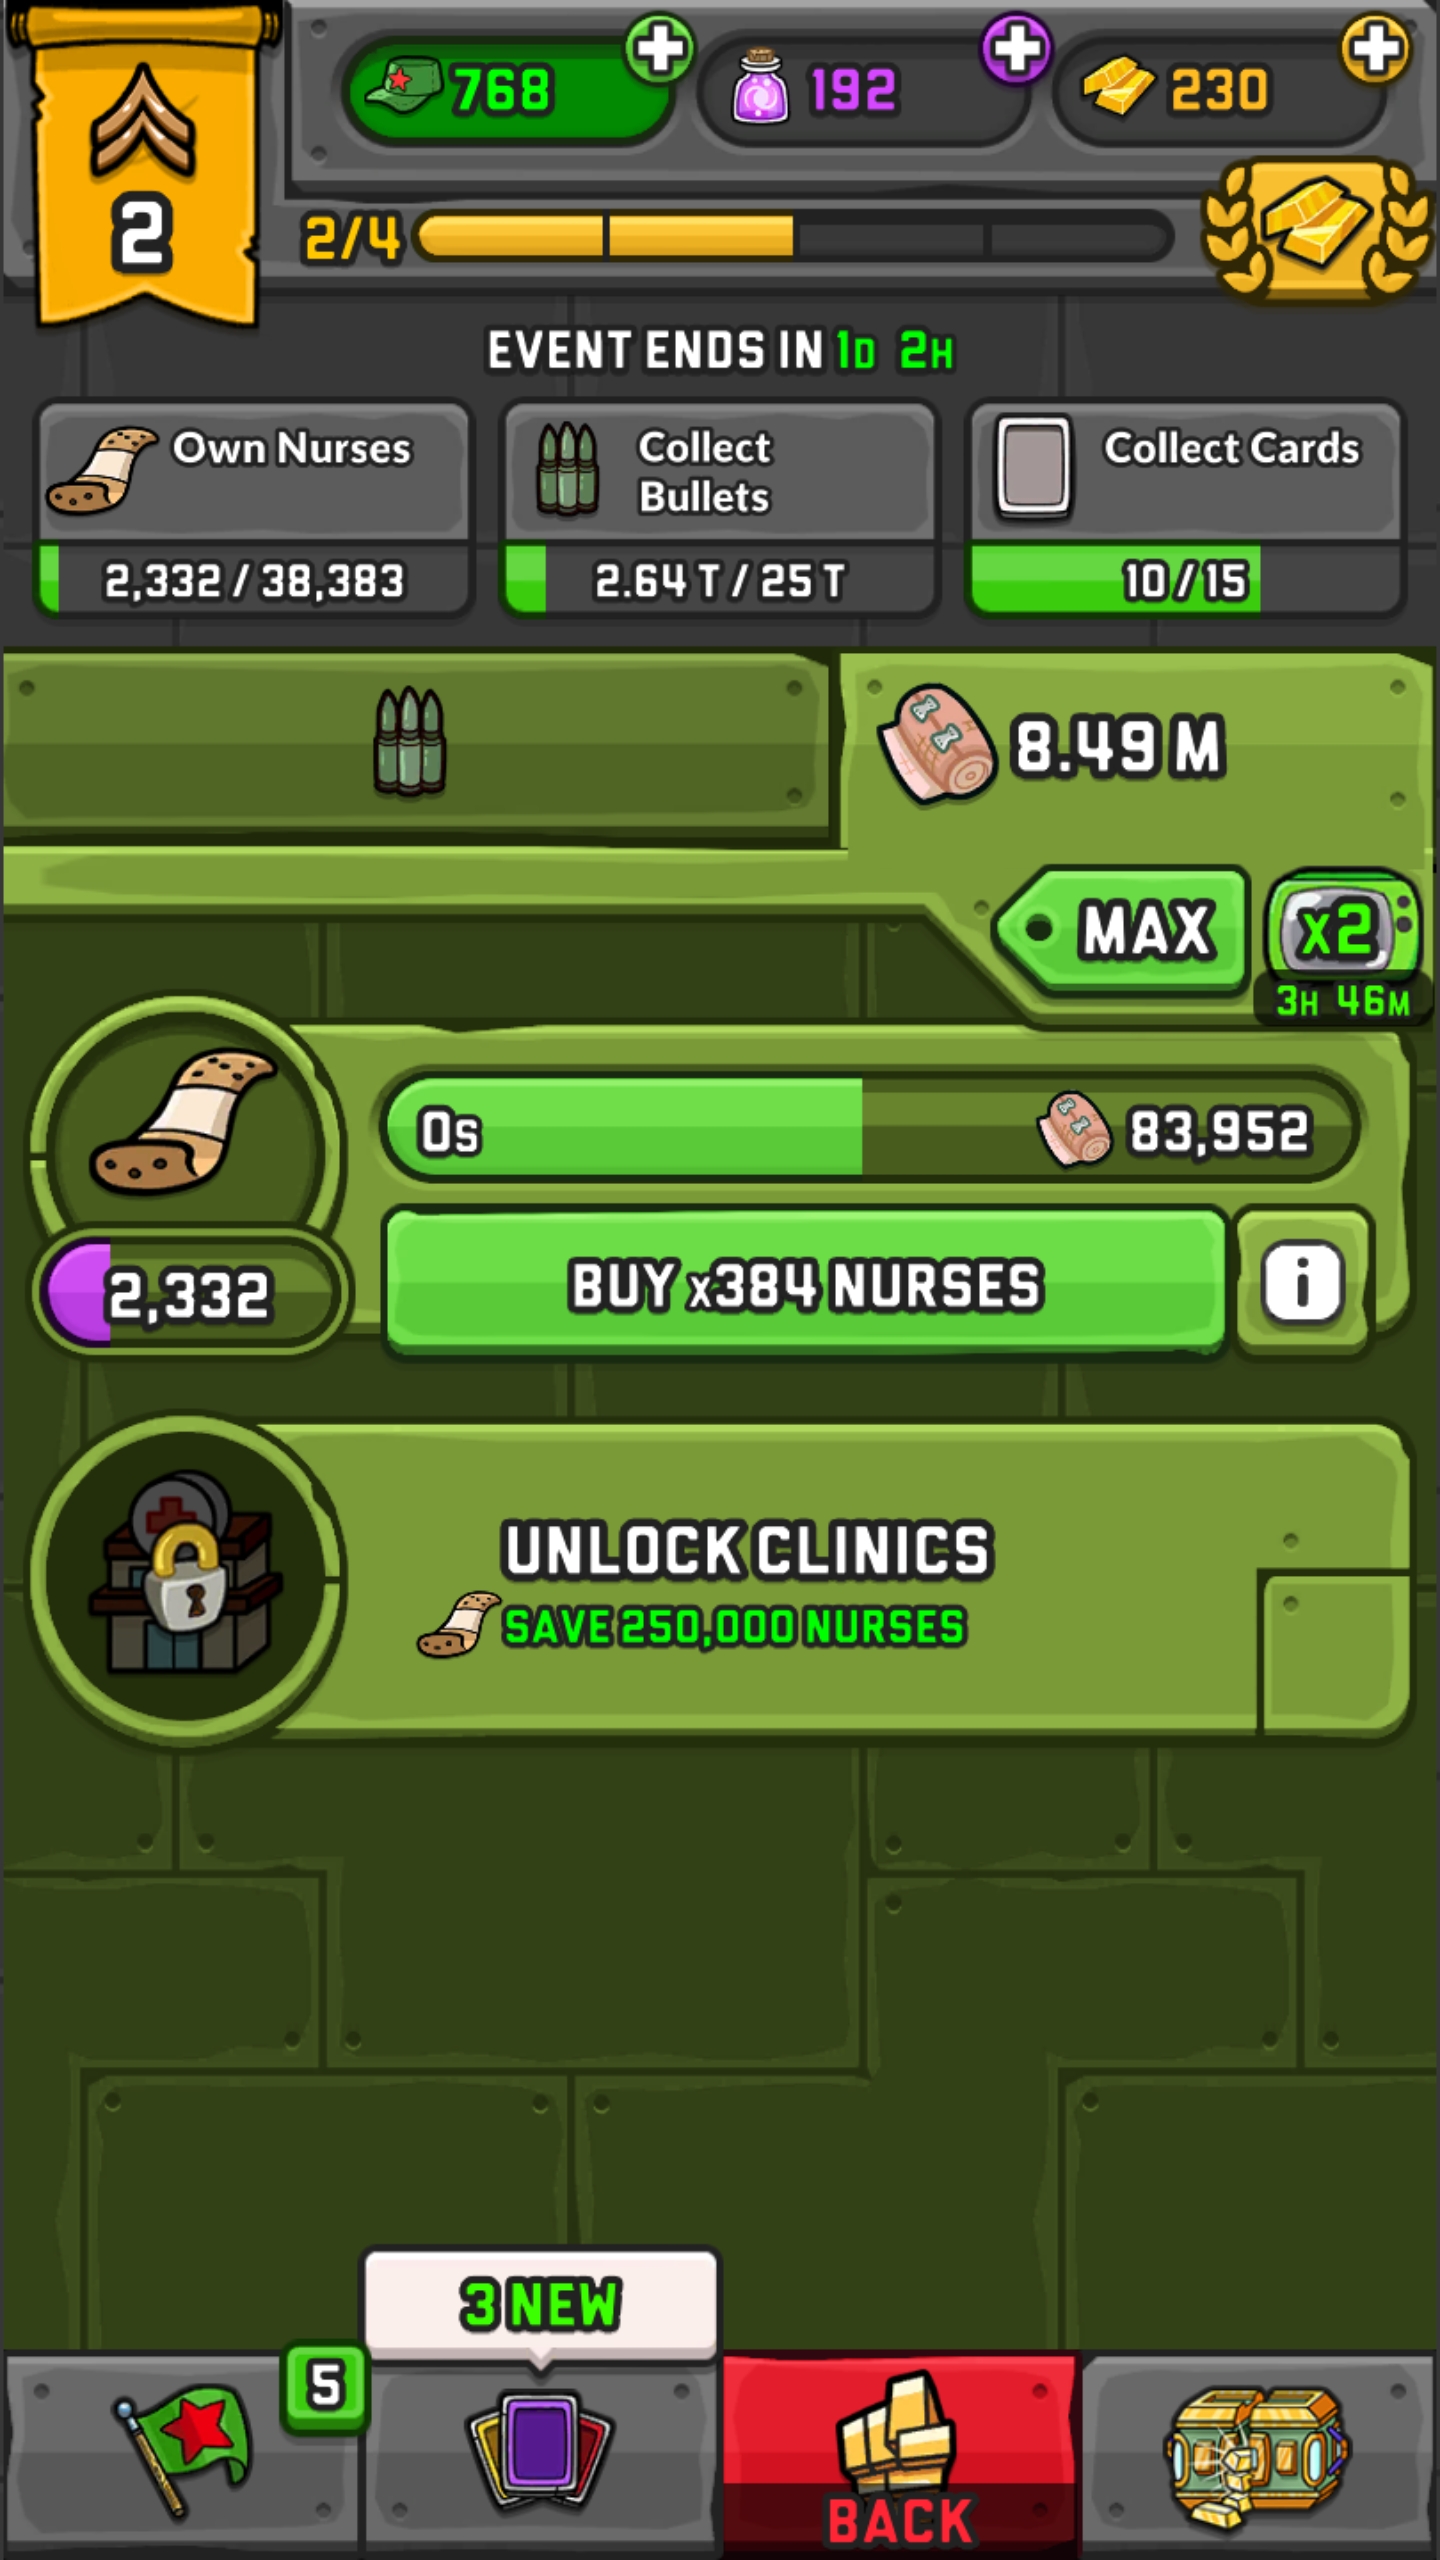 768
192
230
2
2/4
EVENT ENDS IN 1D 2H
Own Nurses
2,332 / 38,383
Collect
Bullets
2.64 T / 25 T
Collect Cards
10/15
8.49 M
MAX
x2
3H 46M
0s
83,952
2,332
BUY x384 NURSES
i
UNLOCK CLINICS
SAVE 250,000 NURSES
3 NEW
5
BACK